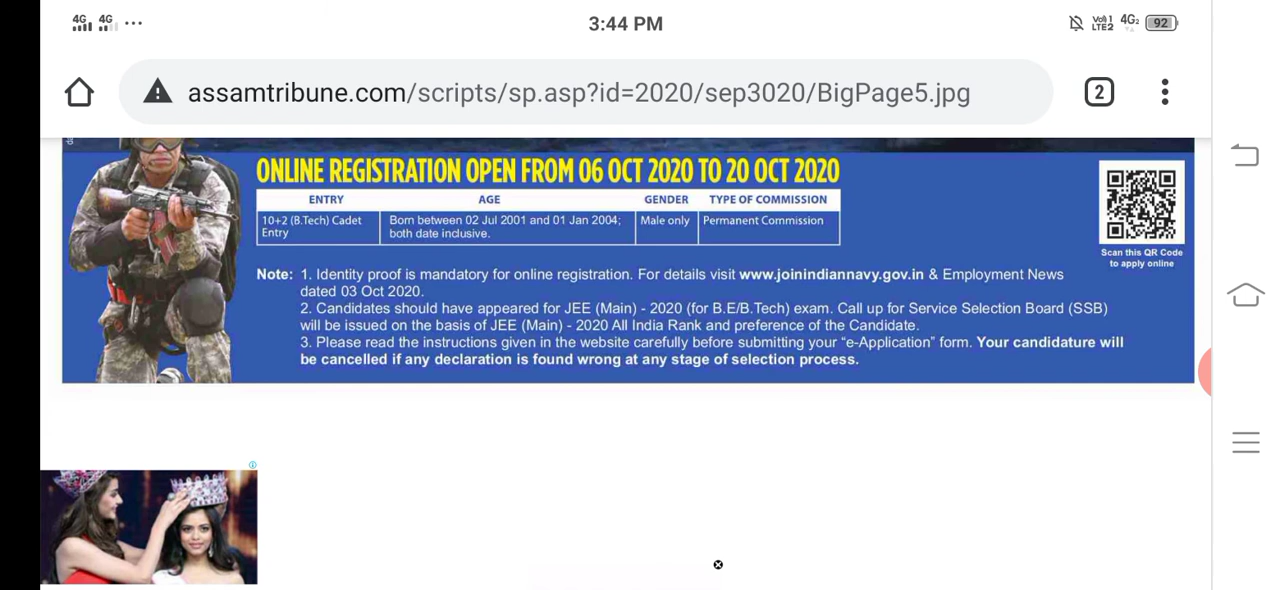 4G 4G ...
3:44 PM
Vo)) 1
LTE2
4G2
92
assamtribune.com/scripts/sp.asp?id=2020/sep3020/BigPage5.jpg
2
ONLINE REGISTRATION OPEN FROM 06 OCT 2020 TO 20 OCT 2020
ENTRY AGE GENDER TYPE OF COMMISSION
10+2 (B.Tech) Cadet Entry
Born between 02 Jul 2001 and 01 Jan 2004;
both date inclusive.
Male only
Permanent Commission
Scan this QR Code
to apply online
Note: 1. Identity proof is mandatory for online registration. For details visit www.joinindiannavy.gov.in & Employment News
dated 03 Oct 2020.
2. Candidates should have appeared for JEE (Main) - 2020 (for B.E/B.Tech) exam. Call up for Service Selection Board (SSB)
will be issued on the basis of JEE (Main) - 2020 All India Rank and preference of the Candidate.
3. Please read the instructions given in the website carefully before submitting your “e-Application” form. Your candidature will
be cancelled if any declaration is found wrong at any stage of selection process.